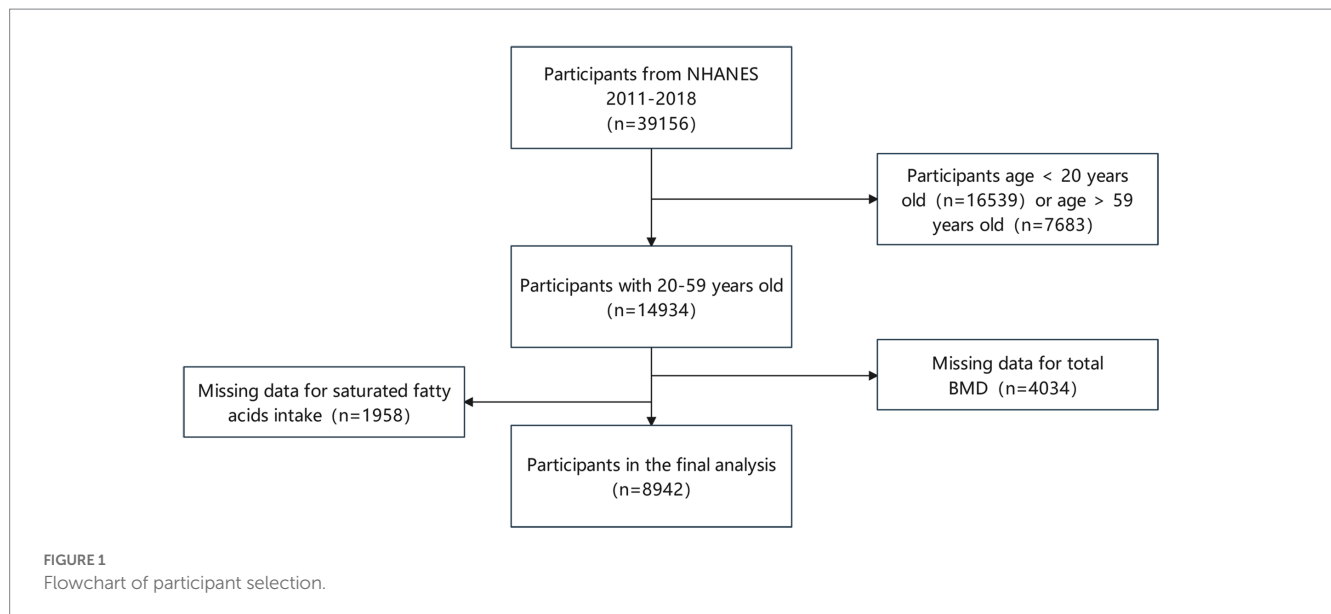 Participants from NHANES
2011-2018
(n=39156)
Participants age < 20 years
old (n=16539) or age > 59
years old (n=7683)
Participants with 20-59 years old
(n=14934)
Missing data for total
BMD (n=4034)
Missing data for saturated fatty
acids intake (n=1958)
Participants in the final analysis
(n=8942)
FIGURE 1
Flowchart of participant selection.